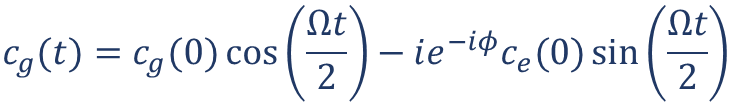 c_g(t) = c_g(0) cos(Ωt/2) − ie^{−iϕ}c_e(0) sin(Ωt/2)